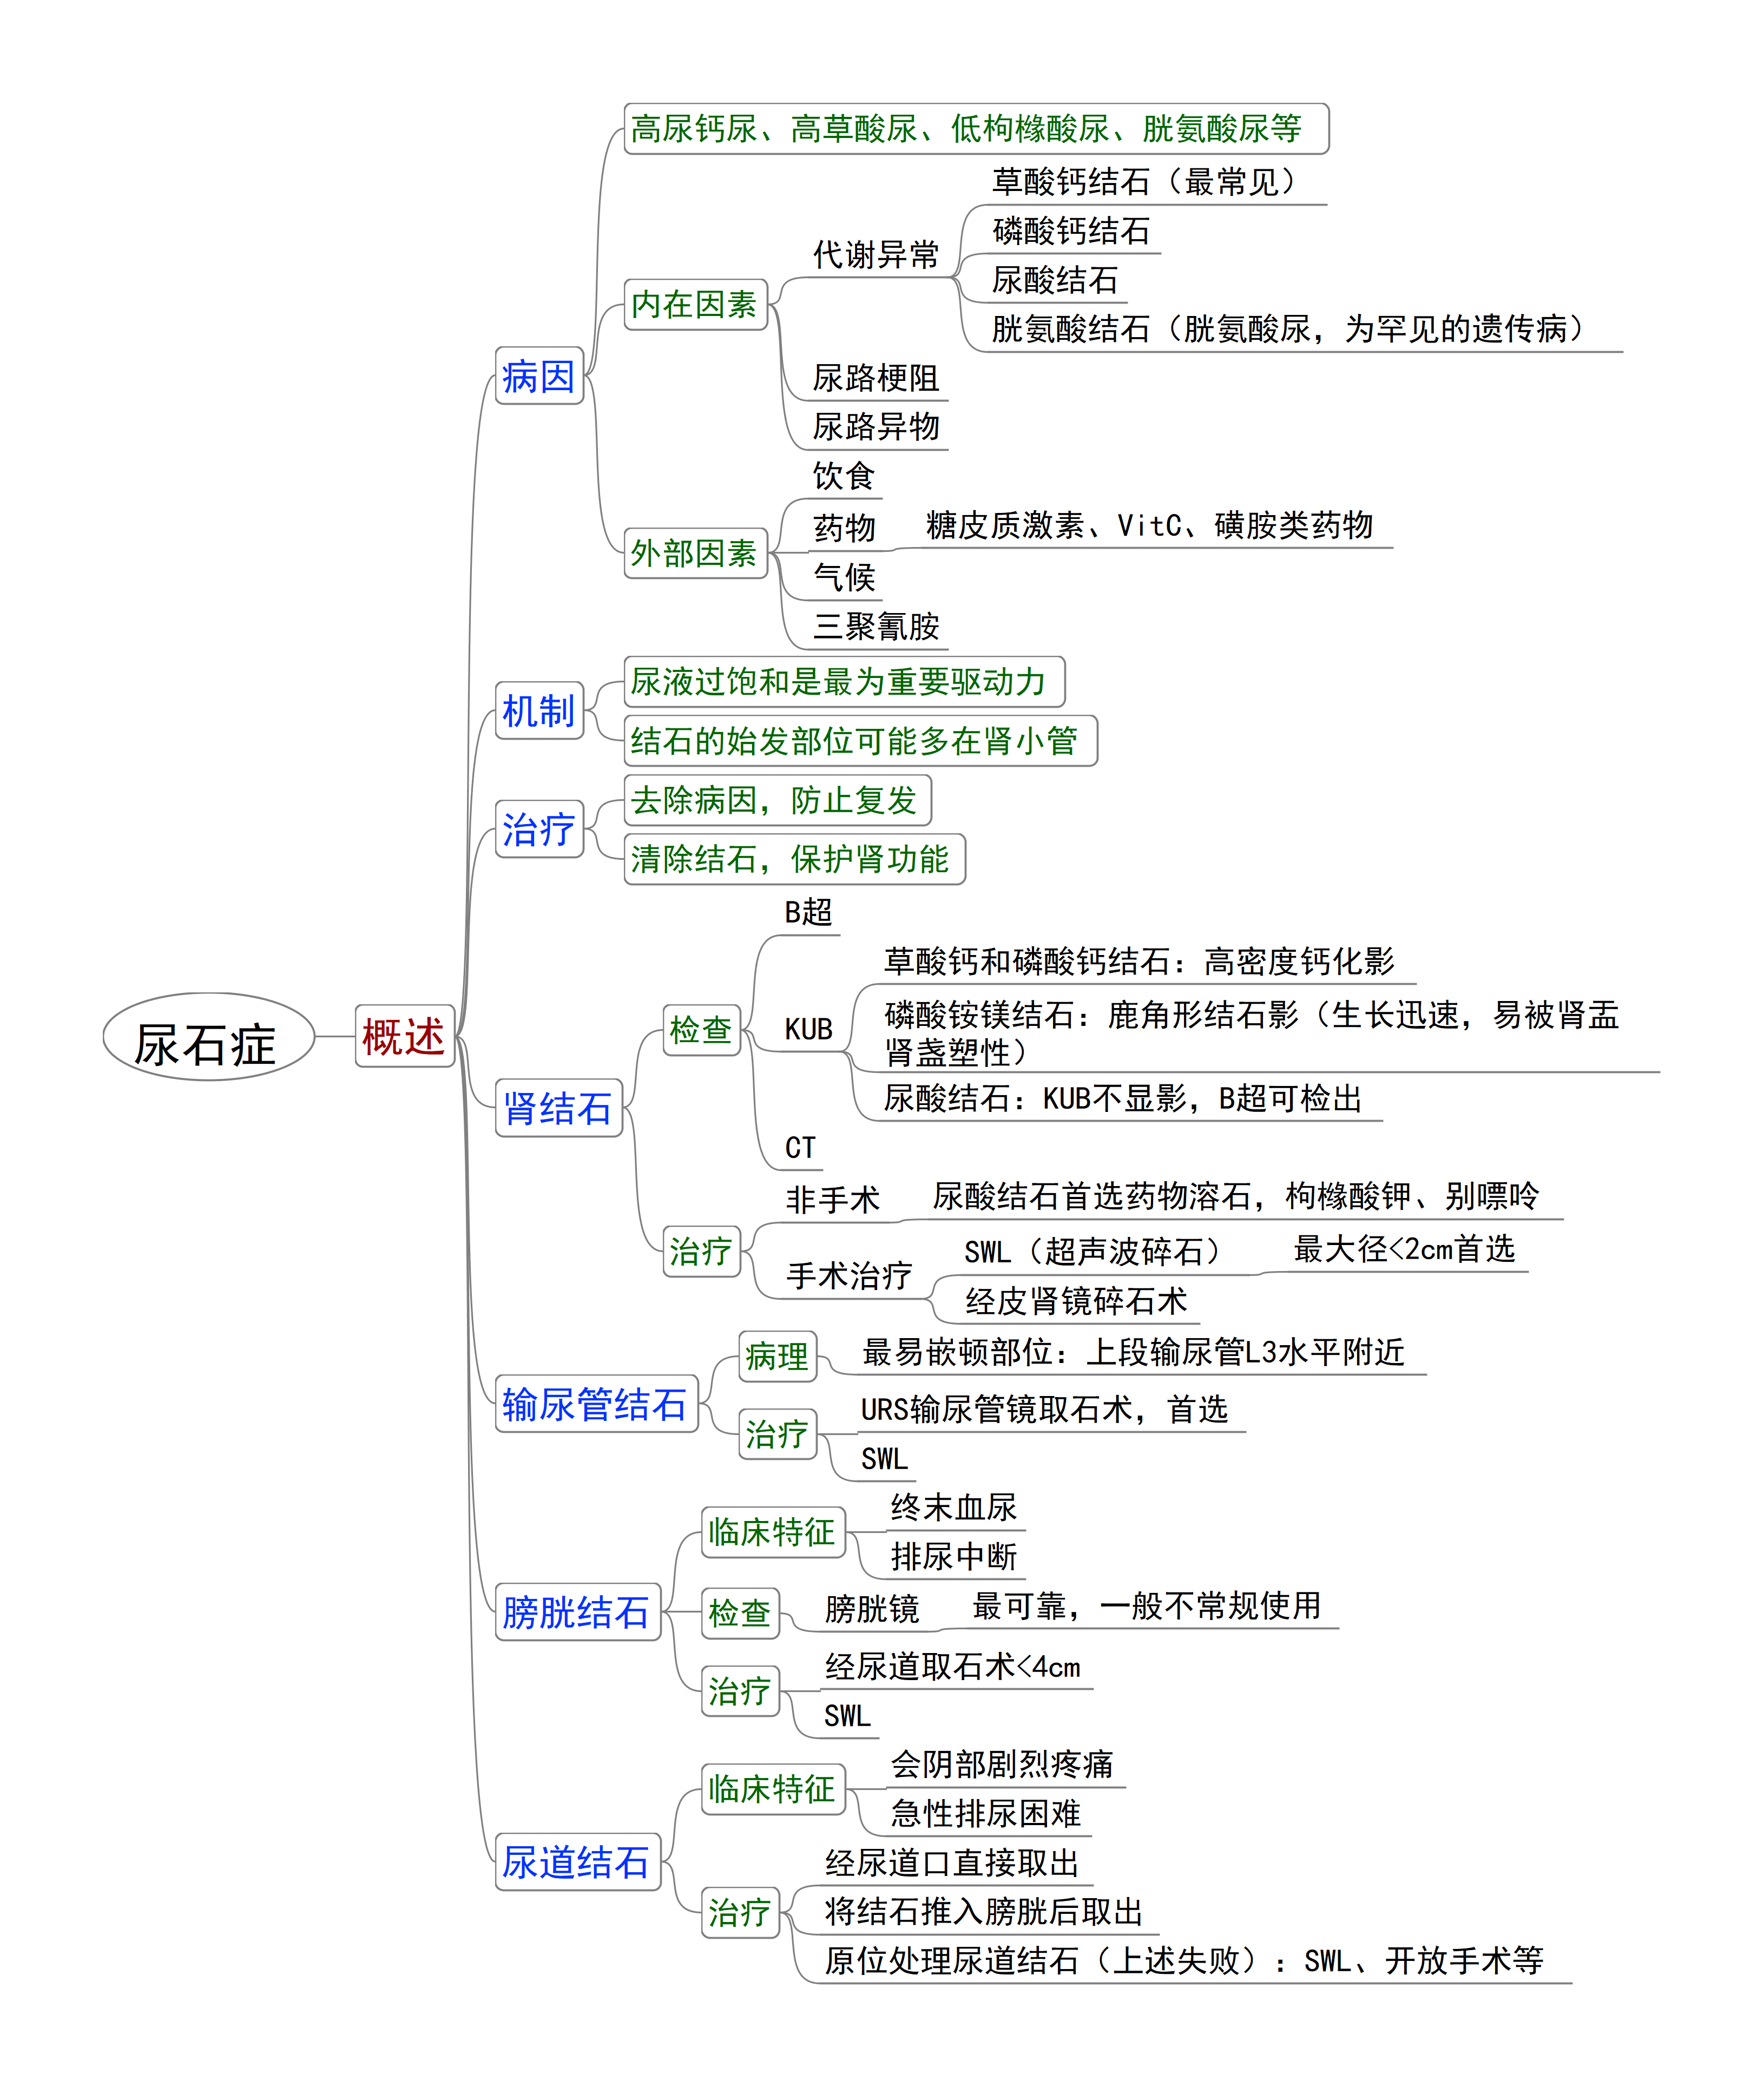 尿石症
概述
病因
高尿钙尿、高草酸尿、低枸橼酸尿、胱氨酸尿等
内在因素
代谢异常
草酸钙结石（最常见）
磷酸钙结石
尿酸结石
胱氨酸结石（胱氨酸尿，为罕见的遗传病）
尿路梗阻
尿路异物
外部因素
饮食
药物
糖皮质激素、VitC、磺胺类药物
气候
三聚氰胺
机制
尿液过饱和是最为重要驱动力
结石的始发部位可能多在肾小管
治疗
去除病因，防止复发
清除结石，保护肾功能
肾结石
检查
B超
KUB
草酸钙和磷酸钙结石：高密度钙化影
磷酸铵镁结石：鹿角形结石影（生长迅速，易被肾盂
肾盏塑性）
尿酸结石：KUB不显影，B超可检出
CT
治疗
非手术
尿酸结石首选药物溶石，枸橼酸钾、别嘌呤
手术治疗
SWL（超声波碎石）
最大径<2cm首选
经皮肾镜碎石术
输尿管结石
病理
最易嵌顿部位：上段输尿管L3水平附近
治疗
URS输尿管镜取石术，首选
SWL
膀胱结石
临床特征
终末血尿
排尿中断
检查
膀胱镜
最可靠，一般不常规使用
治疗
经尿道取石术<4cm
SWL
尿道结石
临床特征
会阴部剧烈疼痛
急性排尿困难
治疗
经尿道口直接取出
将结石推入膀胱后取出
原位处理尿道结石（上述失败）：SWL、开放手术等